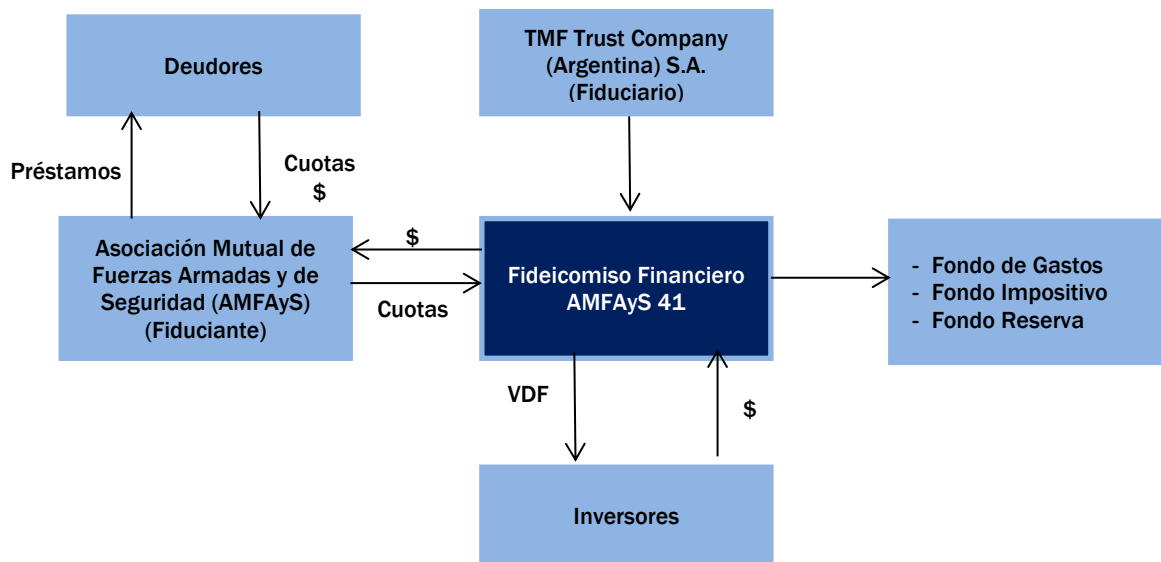 Deudores
TMF Trust Company
(Argentina) S.A.
(Fiduciario)
Préstamos
Cuotas
$
Asociación Mutual de
Fuerzas Armadas y de
Seguridad (AMFAyS)
(Fiduciante)
$
Cuotas
Fideicomiso Financiero
AMFAyS 41
- Fondo de Gastos
- Fondo Impositivo
- Fondo Reserva
VDF
$
Inversores